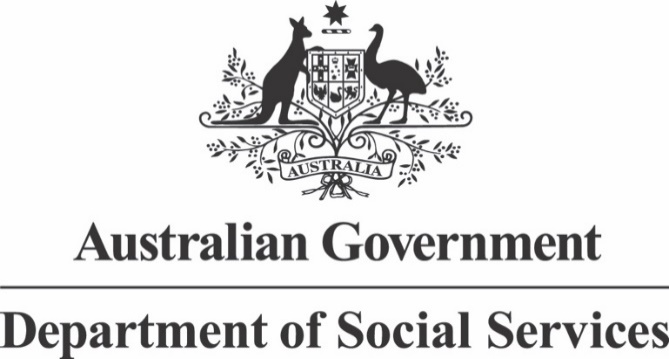 AUSTRALIA
Australian Government
Department of Social Services